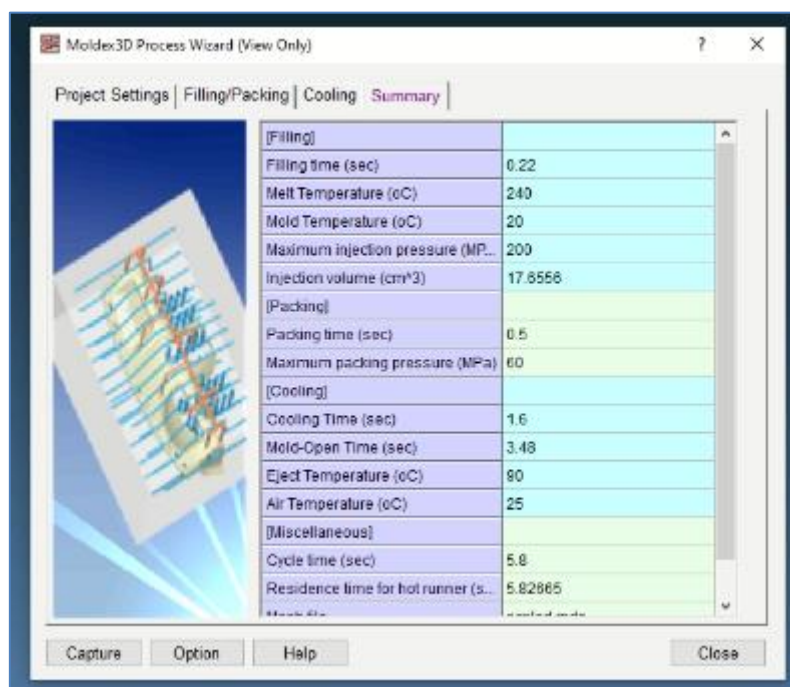 Moldex3D Process Wizard (View Only) ? ×
Project Settings Filling/Packing Cooling Summary
[Filling]
Filling time (sec) 0.22
Melt Temperature (oC) 240
Mold Temperature (oC) 20
Maximum injection pressure (MP... 200
Injection volume (cm^3) 17.6556
[Packing]
Packing time (sec) 0.5
Maximum packing pressure (MPa) 60
[Cooling]
Cooling Time (sec) 1.6
Mold-Open Time (sec) 3.48
Eject Temperature (oC) 90
Air Temperature (oC) 25
[Miscellaneous]
Cycle time (sec) 5.8
Residence time for hot runner (s... 5.82665
Capture Option Help Close